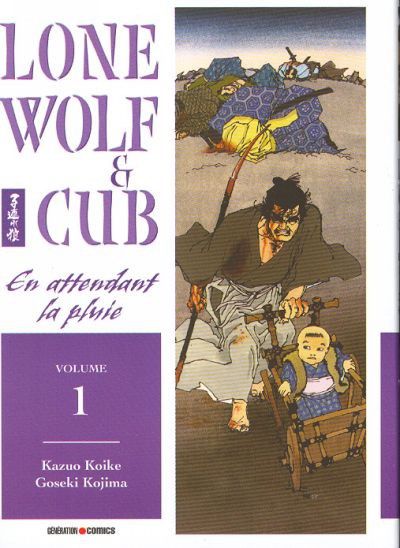 LONE
WOLF
&
CUB
子連れ狼
En attendant
la pluie
VOLUME
1
Kazuo Koike
Goseki Kojima
GÉNÉRATION COMICS